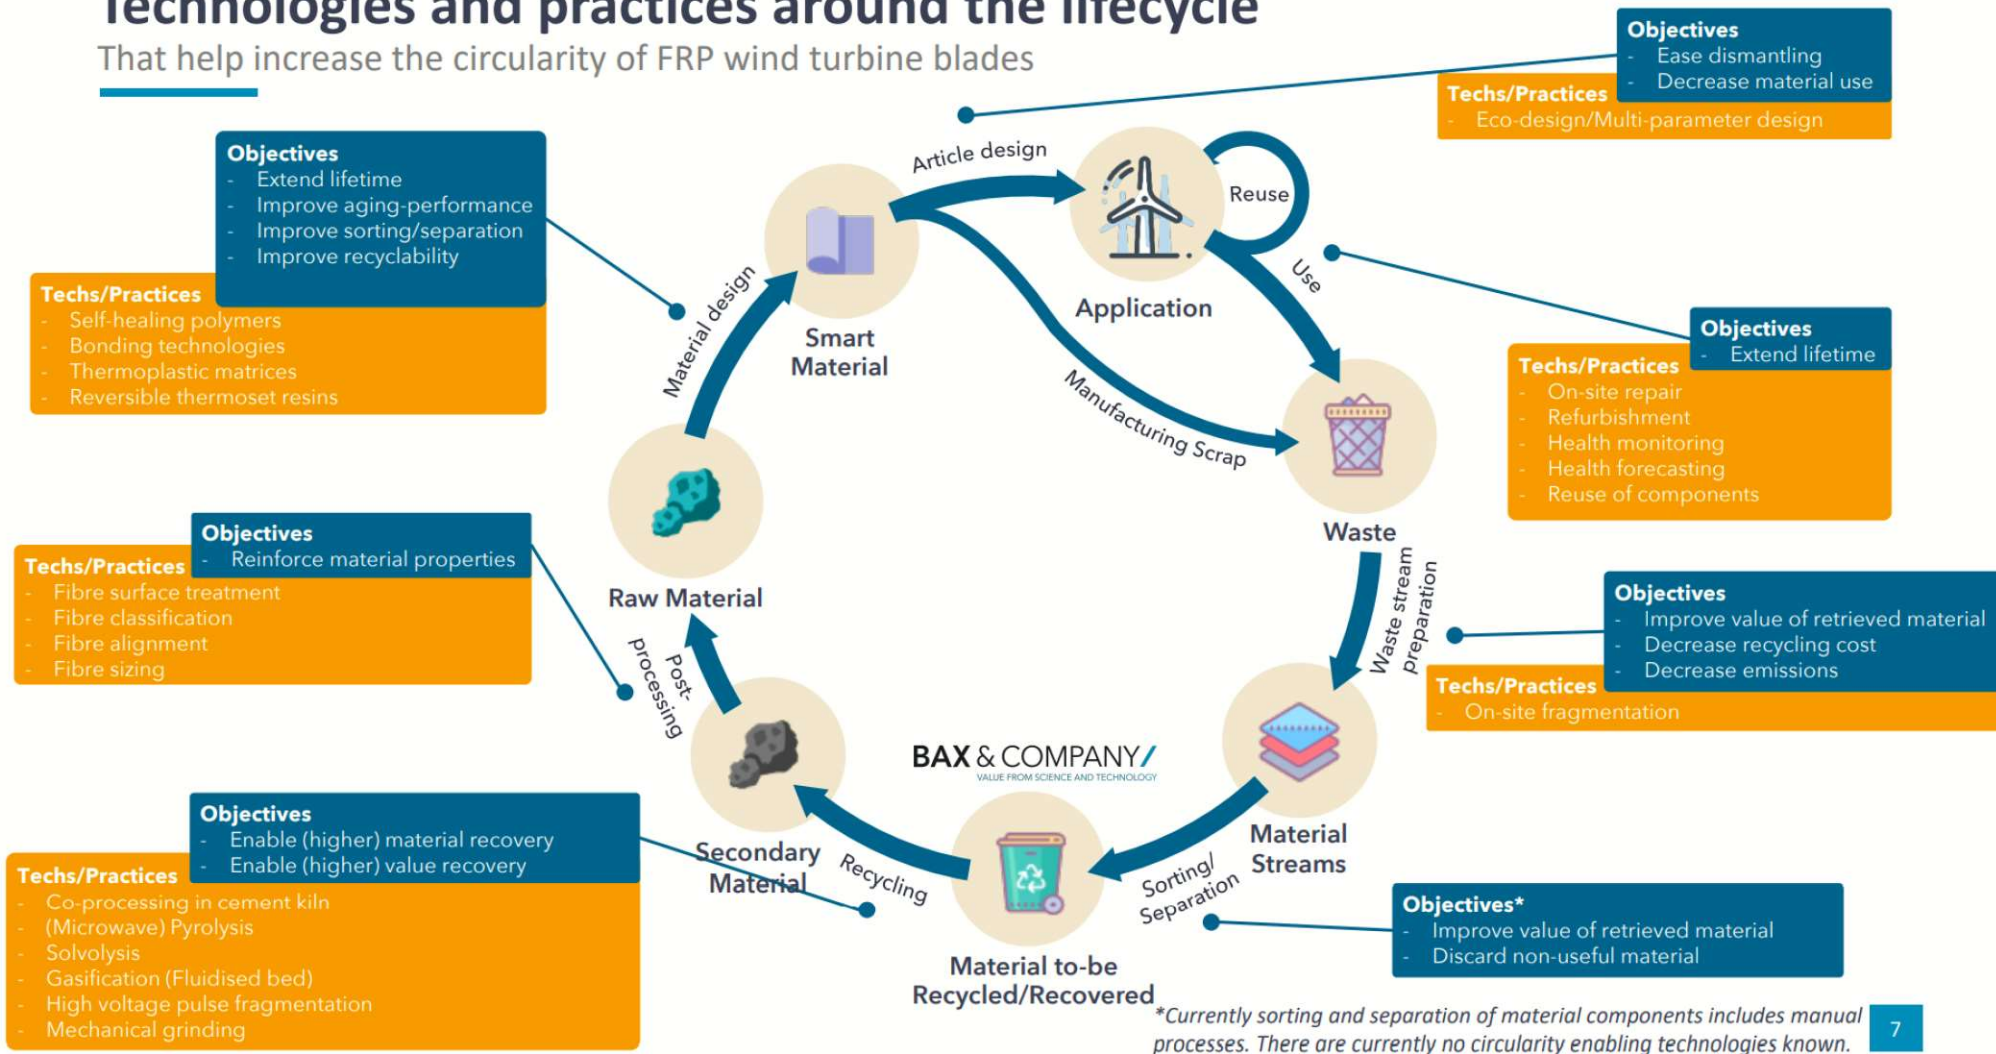 Technologies and practices around the lifecycle
That help increase the circularity of FRP wind turbine blades
Objectives
- Ease dismantling
- Decrease material use
Techs/Practices
- Eco-design/Multi-parameter design
Objectives
- Extend lifetime
- Improve aging-performance
- Improve sorting/separation
- Improve recyclability
Techs/Practices
- Self-healing polymers
- Bonding technologies
- Thermoplastic matrices
- Reversible thermoset resins
Material design
Smart
Material
Article design
Application
Reuse
Use
Manufacturing Scrap
Objectives
- Extend lifetime
Techs/Practices
- On-site repair
- Refurbishment
- Health monitoring
- Health forecasting
- Reuse of components
Waste
Waste stream
preparation
Objectives
- Improve value of retrieved material
- Decrease recycling cost
- Decrease emissions
Techs/Practices
- On-site fragmentation
Objectives
- Reinforce material properties
Techs/Practices
- Fibre surface treatment
- Fibre classification
- Fibre alignment
- Fibre sizing
Raw Material
Post-
processing
BAX & COMPANY/
VALUE FROM SCIENCE AND TECHNOLOGY
Material
Streams
Sorting/
Separation
Objectives*
- Improve value of retrieved material
- Discard non-useful material
Material to-be
Recycled/Recovered
Recycling
Secondary
Material
Objectives
- Enable (higher) material recovery
- Enable (higher) value recovery
Techs/Practices
- Co-processing in cement kiln
- (Microwave) Pyrolysis
- Solvolysis
- Gasification (Fluidised bed)
- High voltage pulse fragmentation
- Mechanical grinding
*Currently sorting and separation of material components includes manual
processes. There are currently no circularity enabling technologies known.
7